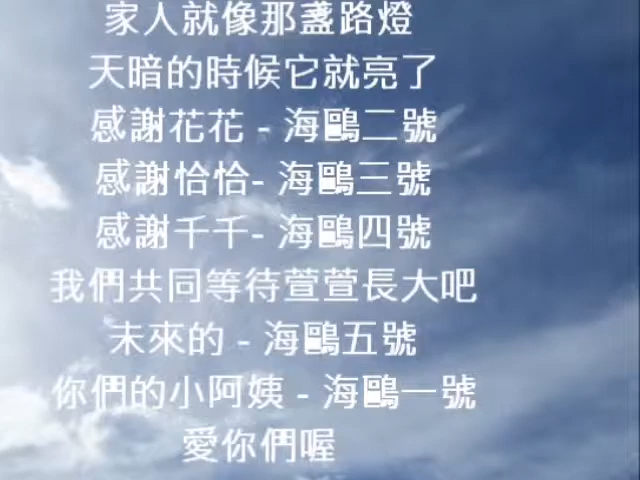 家人就像那盞路燈
天暗的時候它就亮了
感謝花花 - 海鷗二號
感謝恰恰- 海鷗三號
感謝千千- 海鷗四號
我們共同等待萱萱長大吧
未來的 - 海鷗五號
你們的小阿姨 - 海鷗一號
愛你們喔